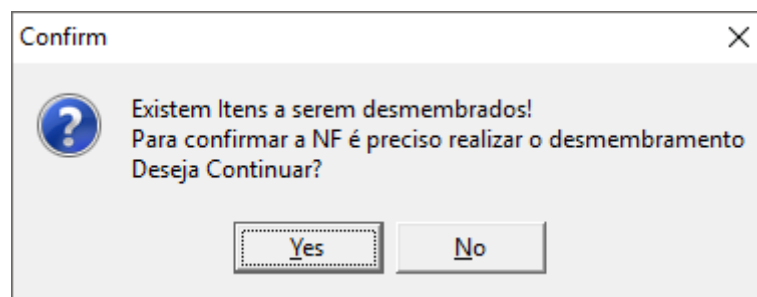 Confirm
Existem Itens a serem desmembrados!
Para confirmar a NF é preciso realizar o desmembramento
Deseja Continuar?
Yes
No